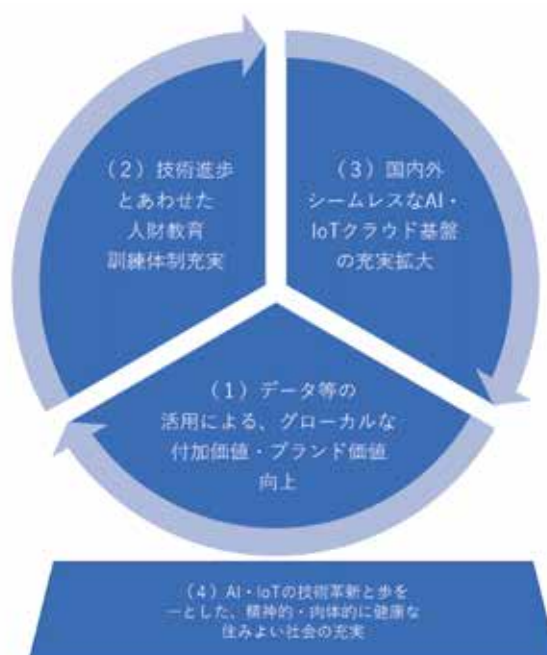 （2）技術進歩
とあわせた
人財教育
訓練体制充実
（3）国内外
シームレスなAI・
IoTクラウド基盤
の充実拡大
（1）データ等の
活用による、グローカルな
付加価値・ブランド価値
向上
（4）AI・IoTの技術革新と歩を
一とした、精神的・肉体的に健康な
住みよい社会の充実